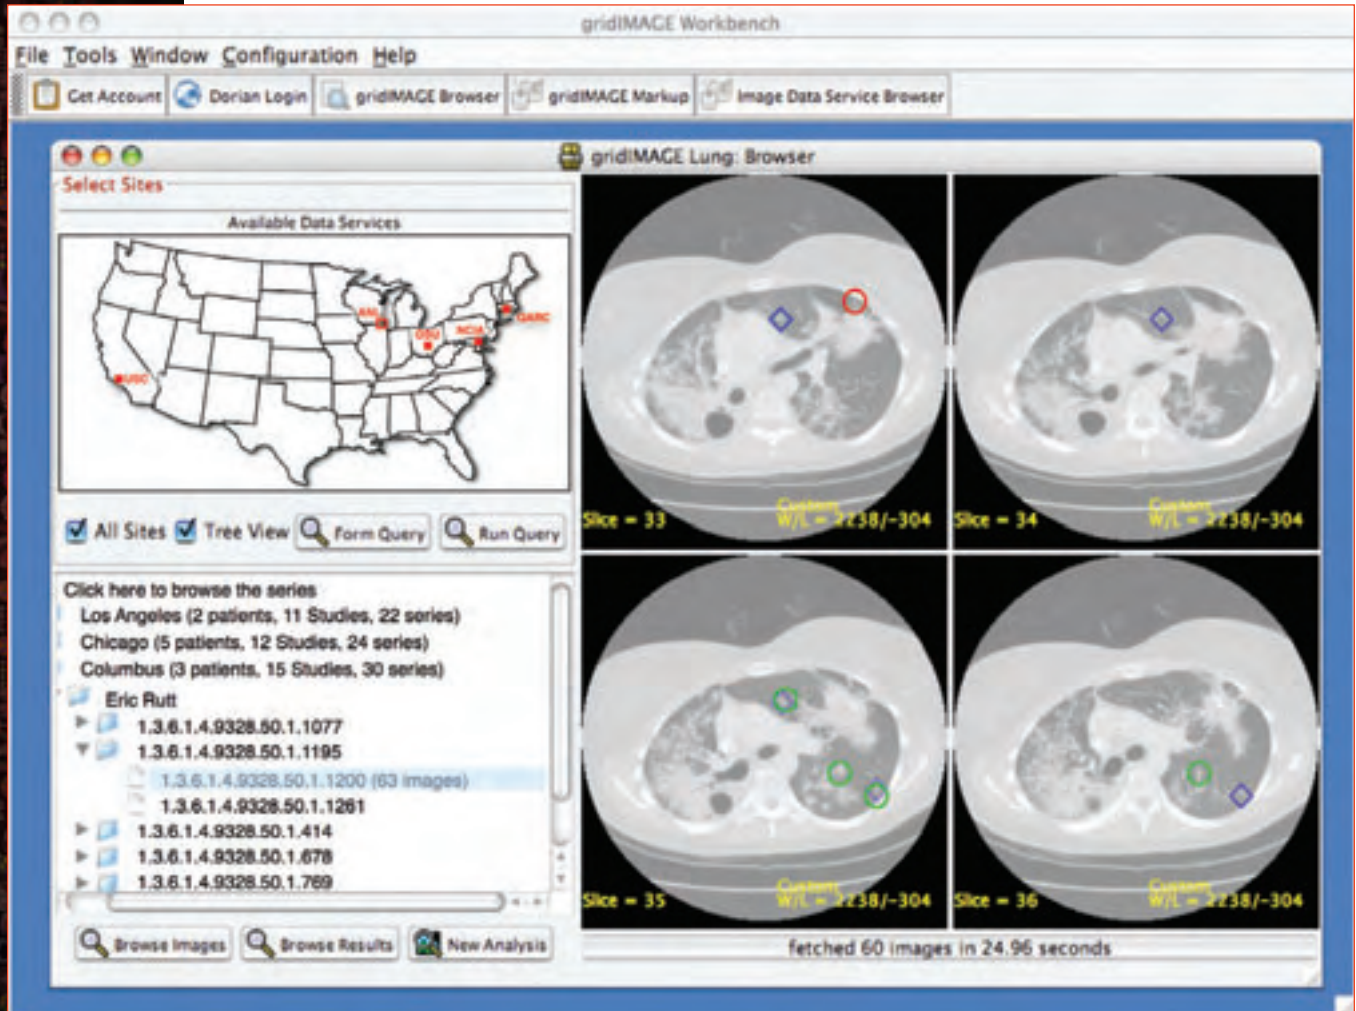 gridIMAGE Workbench
File Tools Window Configuration Help
Get Account Dorian Login gridIMAGE Browser gridIMAGE Markup Image Data Service Browser
gridIMAGE Lung: Browser
Select Sites
Available Data Services
ANL
OSU
NCIA
QARC
USC
All Sites Tree View Form Query Run Query
Click here to browse the series
Los Angeles (2 patients, 11 Studies, 22 series)
Chicago (5 patients, 12 Studies, 24 series)
Columbus (3 patients, 15 Studies, 30 series)
Eric Rutt
1.3.6.1.4.9328.50.1.1077
1.3.6.1.4.9328.50.1.1195
1.3.6.1.4.9328.50.1.1200 (63 images)
1.3.6.1.4.9328.50.1.1261
1.3.6.1.4.9328.50.1.414
1.3.6.1.4.9328.50.1.678
1.3.6.1.4.9328.50.1.769
Browse Images Browse Results New Analysis
Custom
Slice = 33 W/L = 2238/-304
Custom
Slice = 34 W/L = 2238/-304
Custom
Slice = 35 W/L = 2238/-304
Custom
Slice = 36 W/L = 2238/-304
fetched 60 images in 24.96 seconds